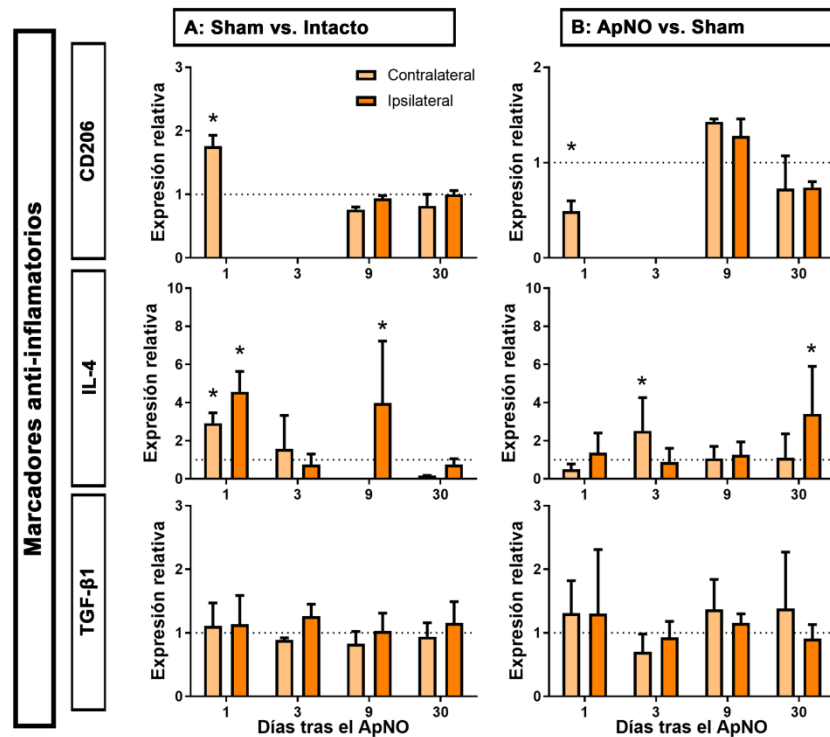 A: Sham vs. Intacto
B: ApNO vs. Sham
Marcadores anti-inflamatorios
CD206
Expresión relativa
3
2
1
0
Contralateral
Ipsilateral
*
1 3 9 30
Expresión relativa
2
1
0
*
1 3 9 30
IL-4
Expresión relativa
10
8
6
4
2
0
* * *
1 3 9 30
Expresión relativa
10
8
6
4
2
0
* *
1 3 9 30
TGF-β1
Expresión relativa
3
2
1
0
1 3 9 30
Días tras el ApNO
Expresión relativa
3
2
1
0
1 3 9 30
Días tras el ApNO